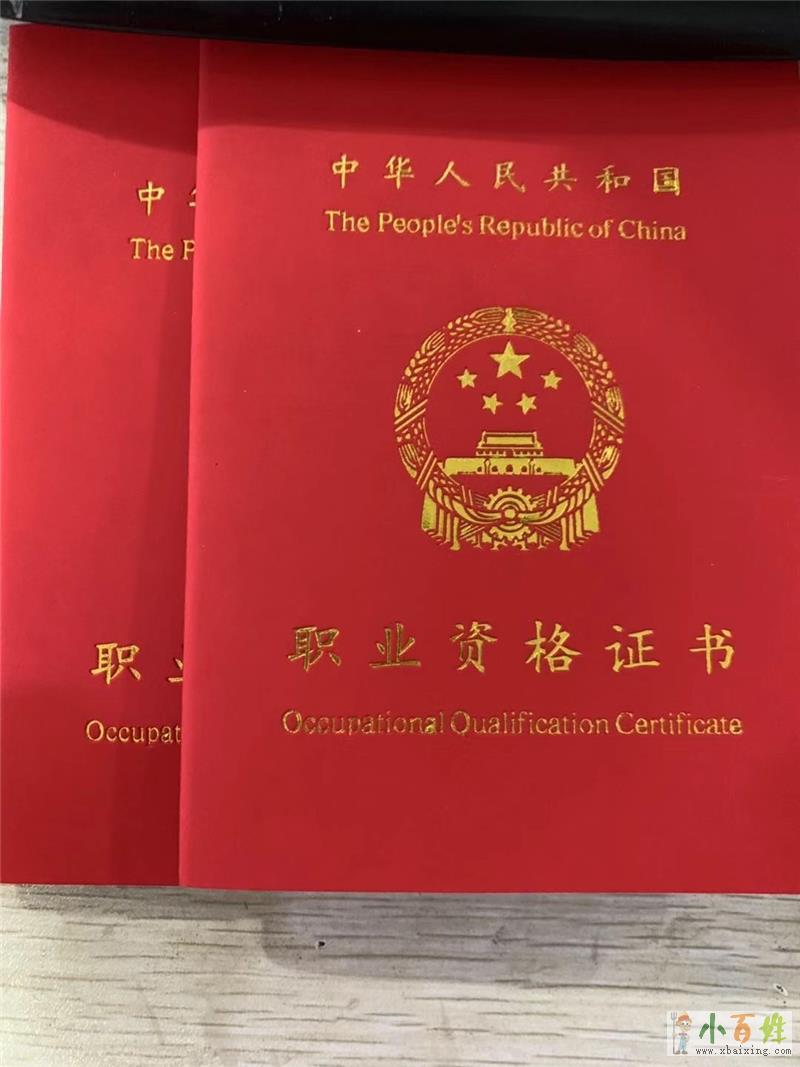 中华人民共和国
The People's Republic of China
职业资格证书
Occupational Qualification Certificate
中
The P
职业
Occupat
小百姓
www.xbaixing.com